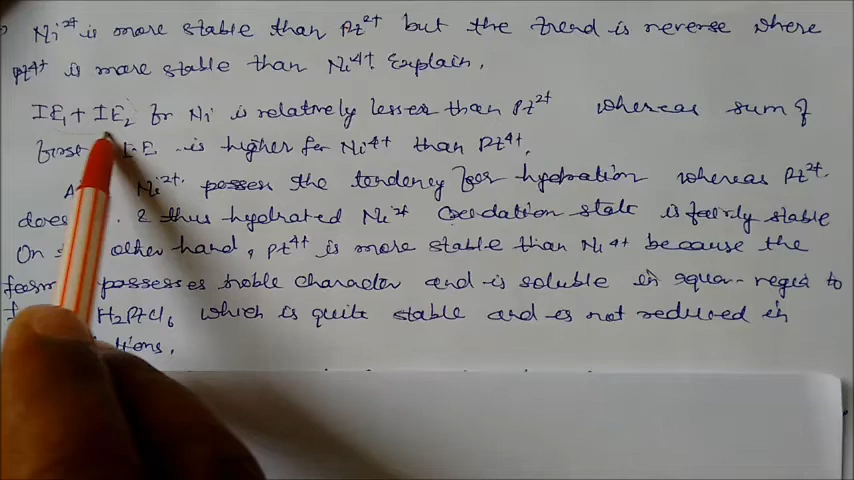 Ni2+ is more stable than Pt2+ but the trend is reverse where
pt4+ is more stable than Ni4+. Explain.
IE1 + IE2 for Ni is relatively lesser than Pt2+ whereas sum of
first I.E is higher for Ni4+ than Pt4+.
Ni2+ posses the tendency for hydration whereas Pt2+
does & thus hydrated Ni2+ Oxidation state is fairly stable
On other hand, pt4+ is more stable than Ni4+ because the
possesses noble character and is soluble in aqua-regia to
H2PtCl6 which is quite stable and is not reduced in